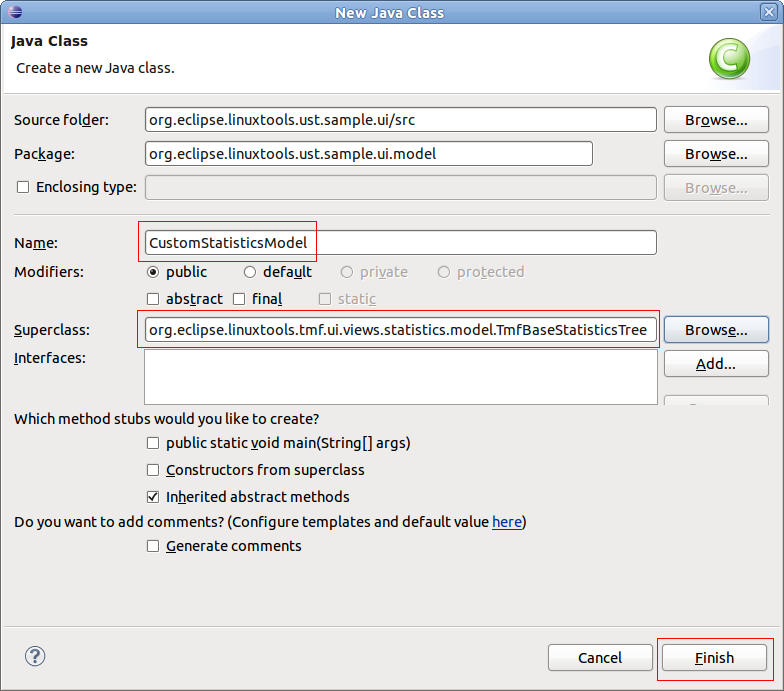 New Java Class
Java Class
Create a new Java class.
C
Source folder: org.eclipse.linuxtools.ust.sample.ui/src Browse...
Package: org.eclipse.linuxtools.ust.sample.ui.model Browse...
Enclosing type: Browse...
Name: CustomStatisticsModel
Modifiers: public default private protected
abstract final static
Superclass: org.eclipse.linuxtools.tmf.ui.views.statistics.model.TmfBaseStatisticsTree Browse...
Interfaces: Add...
Which method stubs would you like to create?
public static void main(String[] args)
Constructors from superclass
Inherited abstract methods
Do you want to add comments? (Configure templates and default value here)
Generate comments
? Cancel Finish